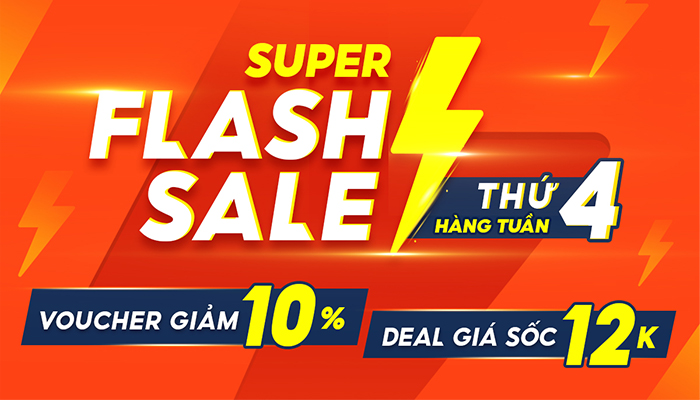 SUPER
FLASH
SALE
THỨ 4
HÀNG TUẦN
VOUCHER GIẢM 10%
DEAL GIÁ SỐC 12K